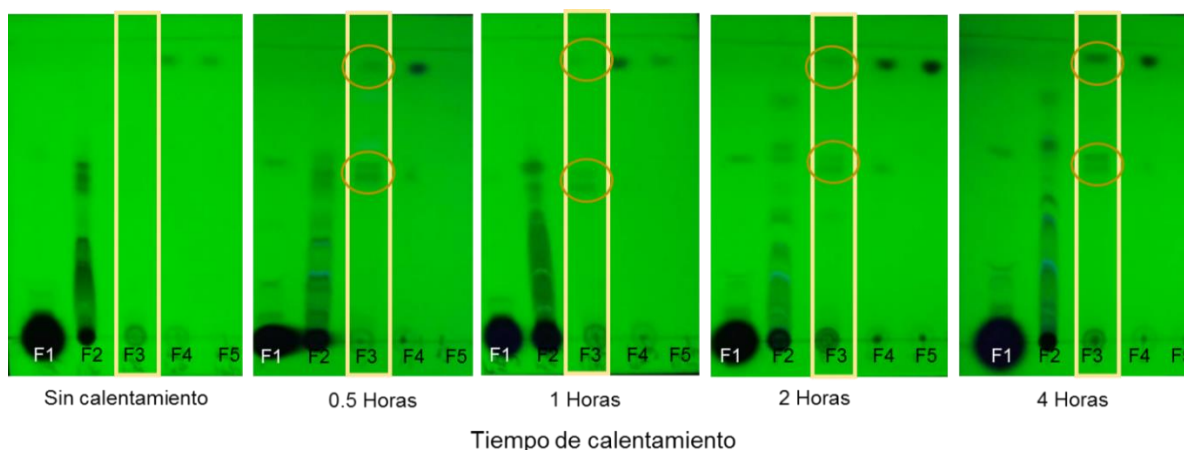 F1 F2 F3 F4 F5
F1 F2 F3 F4 F5
F1 F2 F3 F4 F5
F1 F2 F3 F4 F5
F1 F2 F3 F4 F5
Sin calentamiento
0.5 Horas
1 Horas
2 Horas
4 Horas
Tiempo de calentamiento